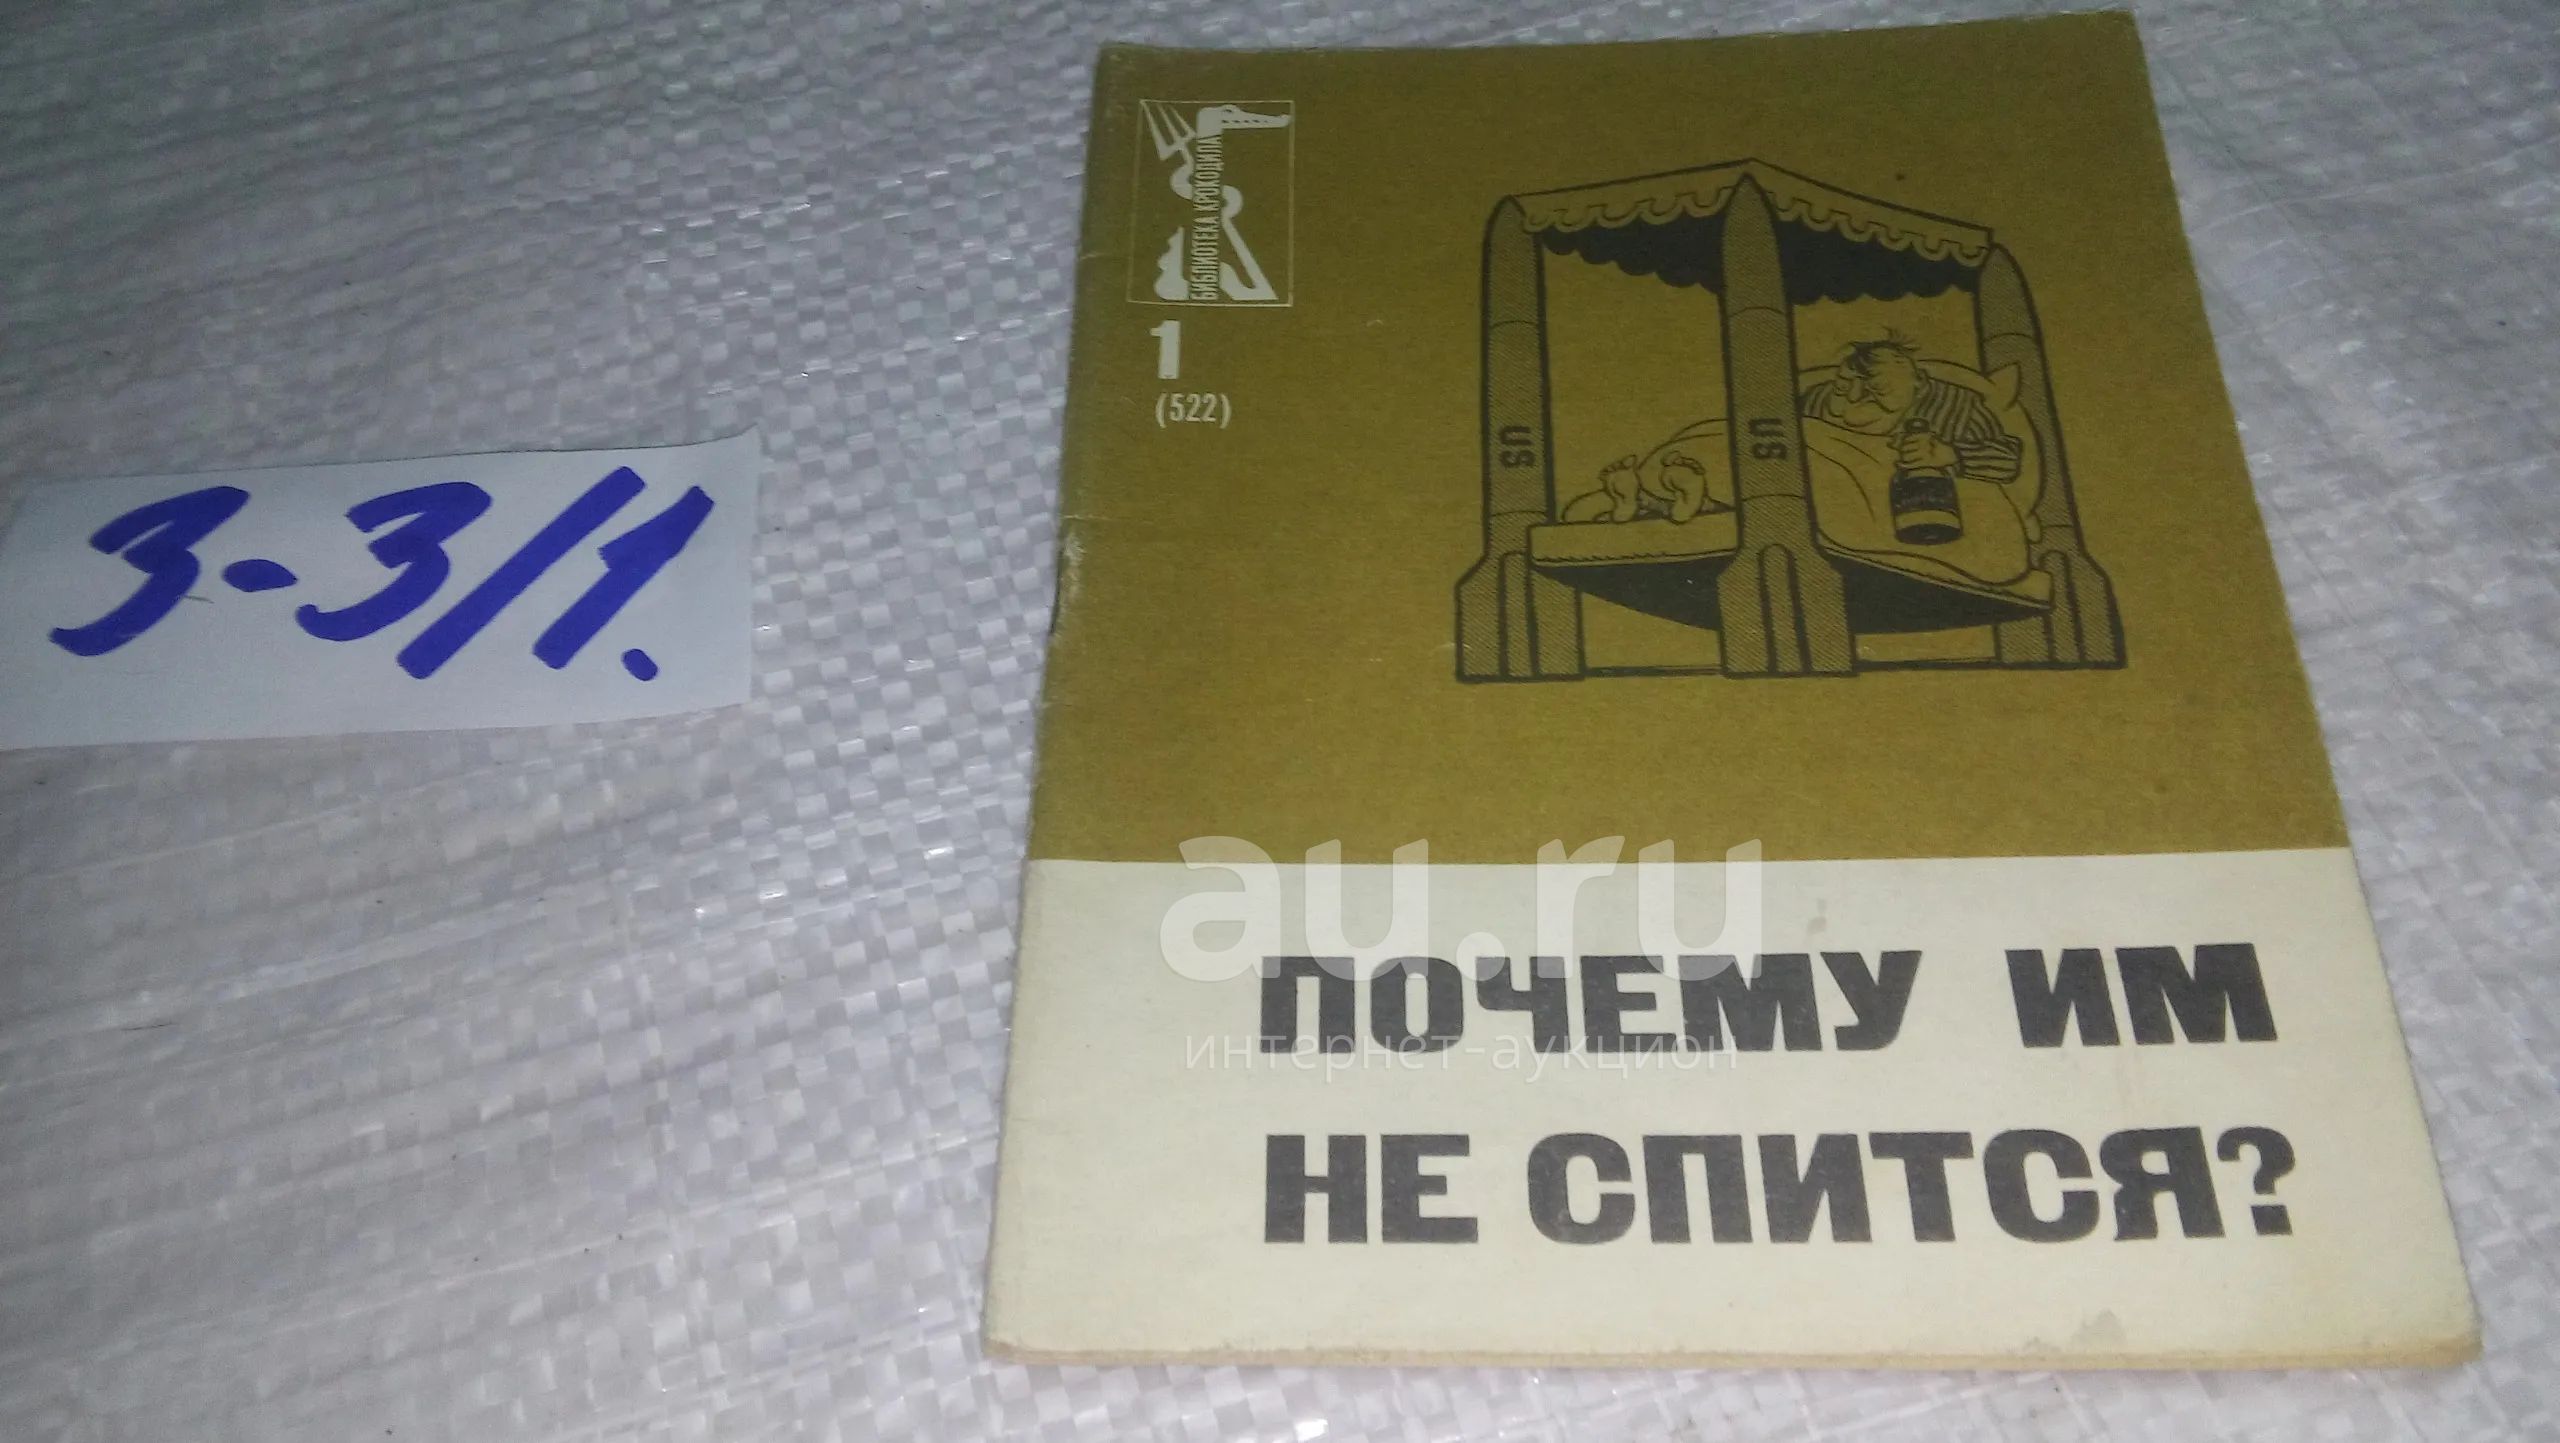 3-3/1.
БИБЛИОТЕКА КРОКОДИЛА
1
(522)
US
US
au.ru
интернет-аукцион
ПОЧЕМУ ИМ
НЕ СПИТСЯ?